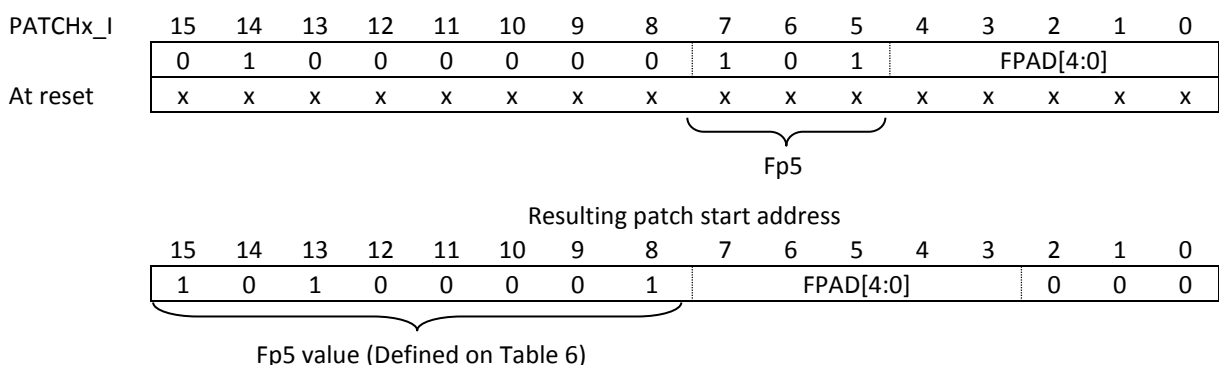 PATCHx_I 15 14 13 12 11 10 9 8 7 6 5 4 3 2 1 0
0 1 0 0 0 0 0 0 1 0 1 FPAD[4:0]
At reset x x x x x x x x x x x x x x x x
Fp5
Resulting patch start address
15 14 13 12 11 10 9 8 7 6 5 4 3 2 1 0
1 0 1 0 0 0 0 1 FPAD[4:0] 0 0 0
Fp5 value (Defined on Table 6)